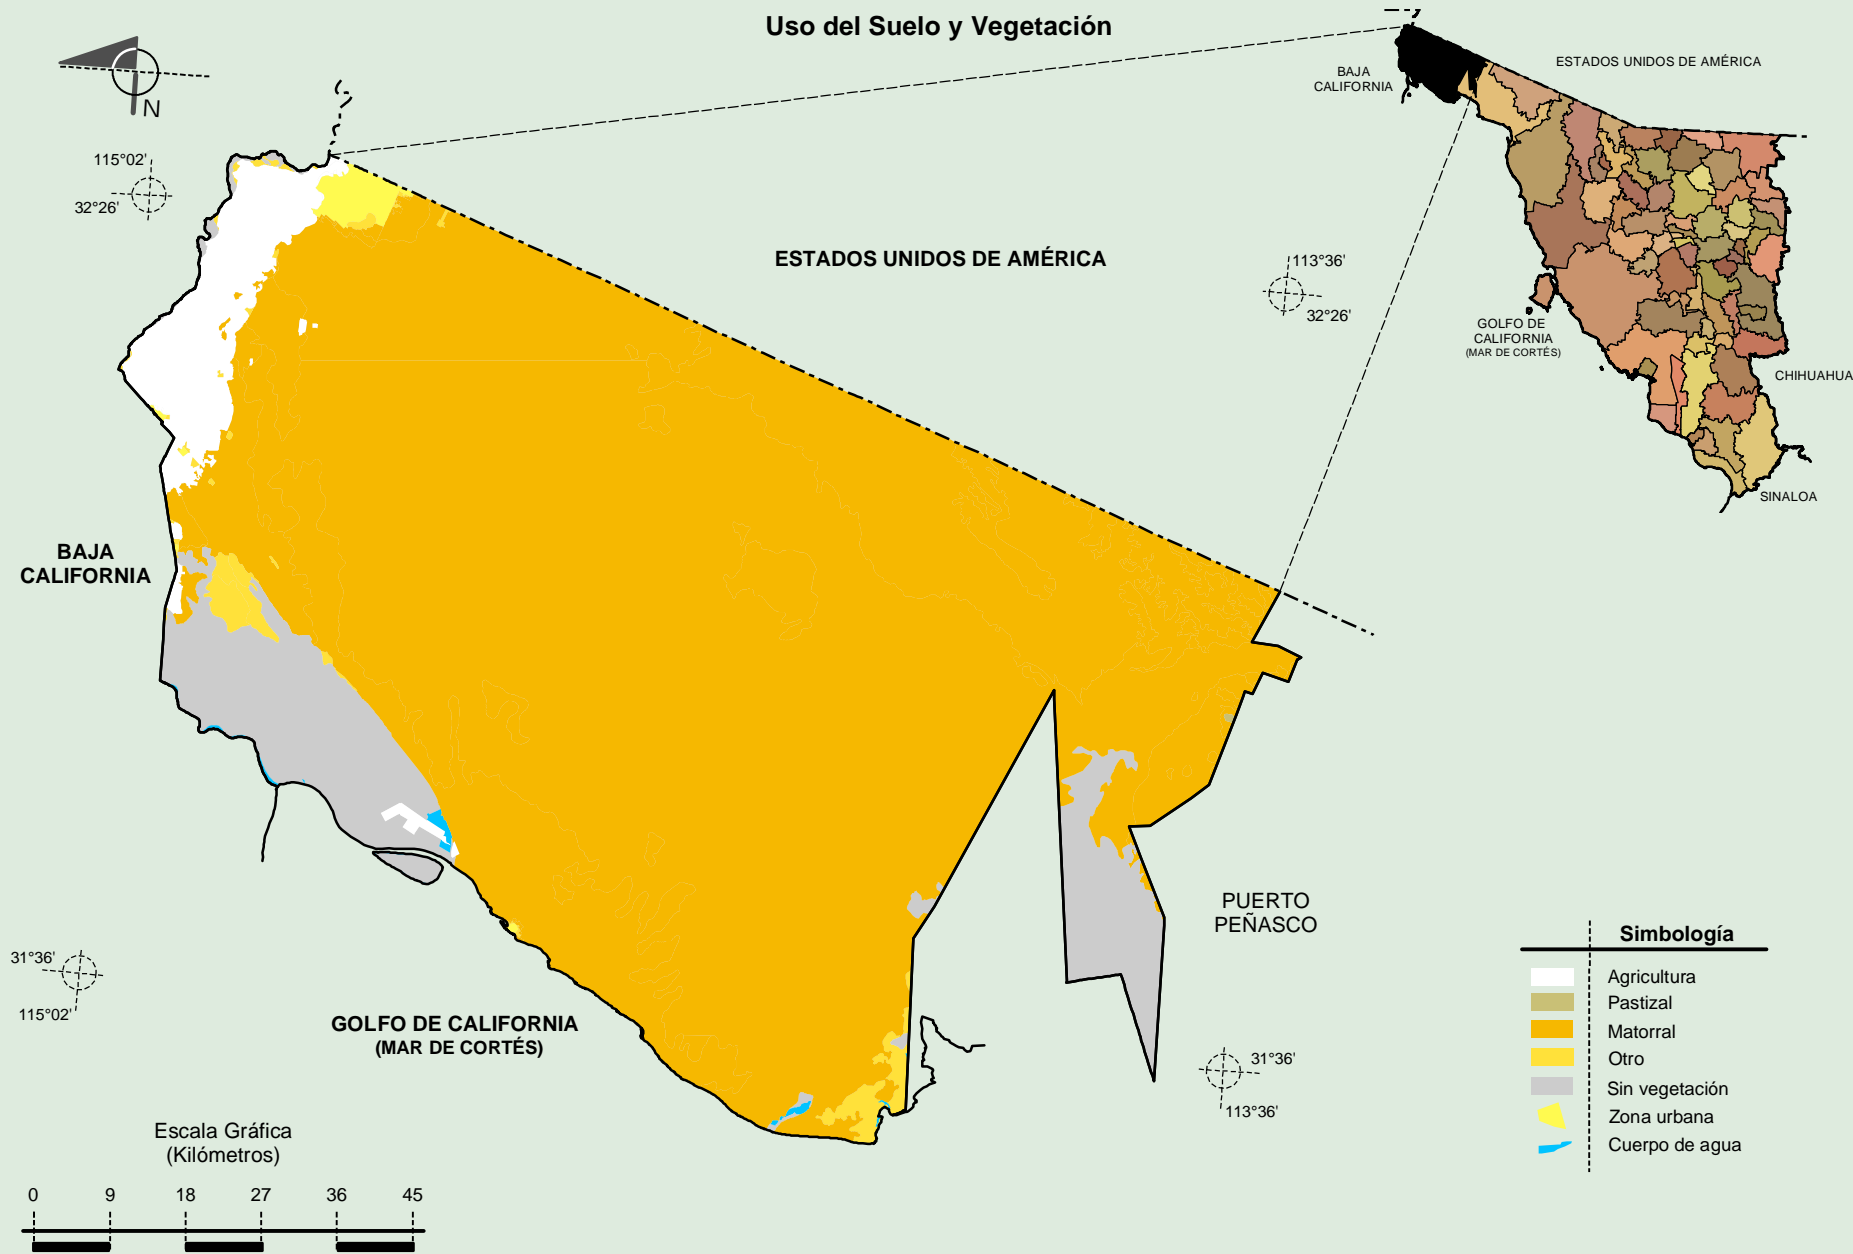 Uso del Suelo y Vegetación
N
115°02'
32°26'
ESTADOS UNIDOS DE AMÉRICA
113°36'
32°26'
BAJA
CALIFORNIA
ESTADOS UNIDOS DE AMÉRICA
GOLFO DE
CALIFORNIA
(MAR DE CORTÉS)
CHIHUAHUA
SINALOA
BAJA
CALIFORNIA
PUERTO
PEÑASCO
31°36'
115°02'
GOLFO DE CALIFORNIA
(MAR DE CORTÉS)
31°36'
113°36'
Simbología
Agricultura
Pastizal
Matorral
Otro
Sin vegetación
Zona urbana
Cuerpo de agua
Escala Gráfica
(Kilómetros)
0 9 18 27 36 45